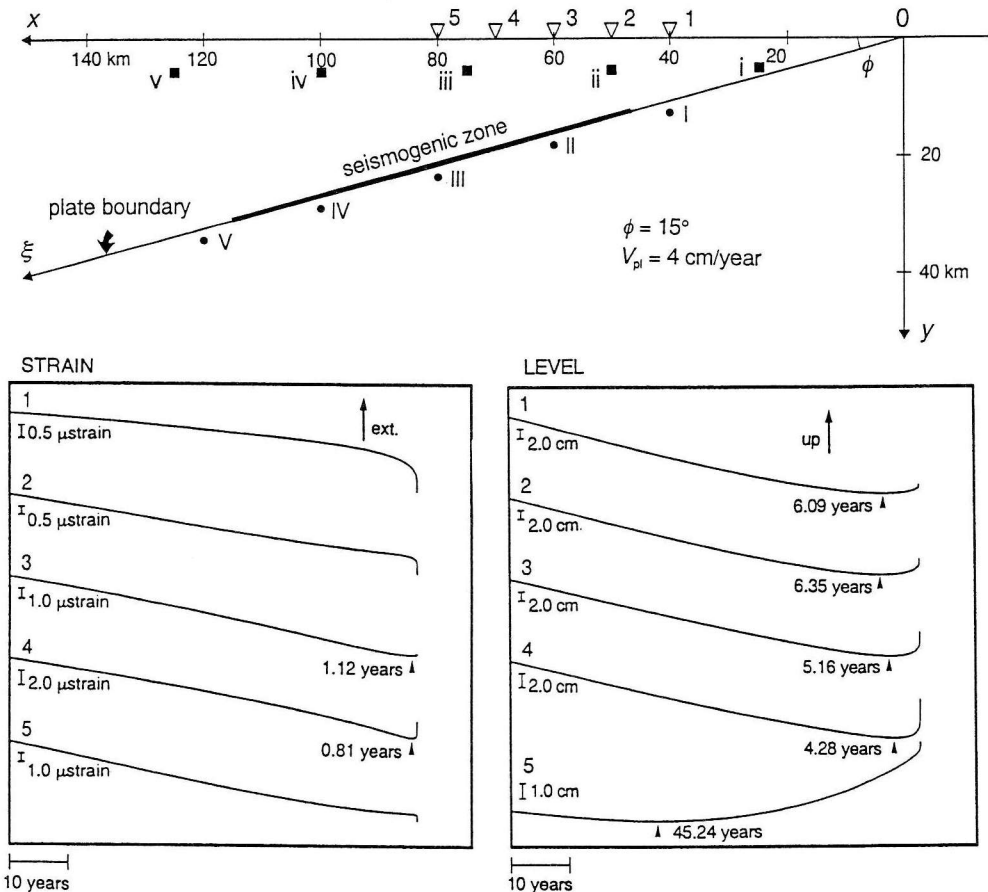 x 5 4 3 2 1 0
140 km 120 100 80 60 40 20
v iv iii ii i ϕ
I
seismogenic zone
II
20
III
plate boundary
IV
V
ξ
ϕ = 15°
V_pl = 4 cm/year
40 km
y
STRAIN
1
ext.
0.5 μstrain
2
0.5 μstrain
3
1.0 μstrain
1.12 years
4
2.0 μstrain
0.81 years
5
1.0 μstrain
10 years
LEVEL
1
up
2.0 cm
6.09 years
2
2.0 cm.
6.35 years
3
2.0 cm
5.16 years
4
2.0 cm
4.28 years
5
1.0 cm
45.24 years
10 years